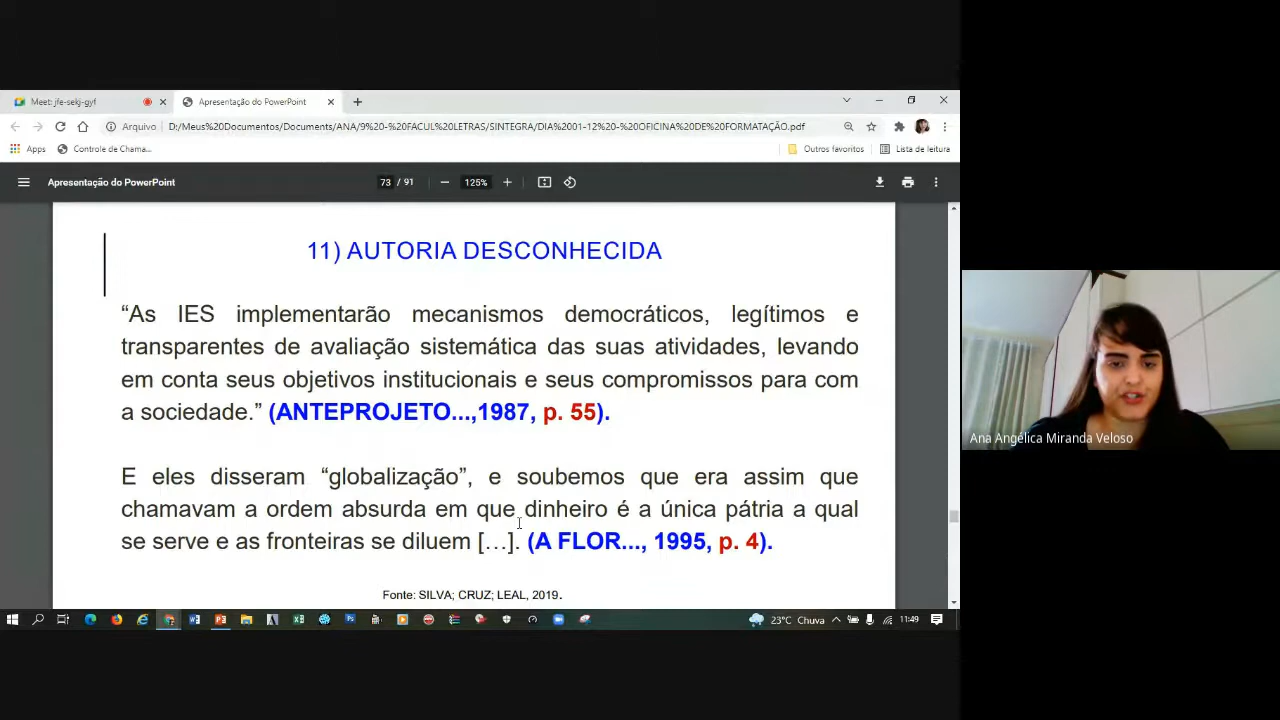 Meet: jfe-sekj-gyf
Apresentação do PowerPoint
Arquivo D:/Meus%20Documentos/Documents/ANA/9%20-%20FACUL%20LETRAS/SINTEGRA/DIA%2001-12%20-%20OFICINA%20DE%20FORMATAÇÃO.pdf
Apps Controle de Chama... Outros favoritos Lista de leitura
Apresentação do PowerPoint 73 / 91 125%
11) AUTORIA DESCONHECIDA
“As IES implementarão mecanismos democráticos, legítimos e
transparentes de avaliação sistemática das suas atividades, levando
em conta seus objetivos institucionais e seus compromissos para com
a sociedade.” (ANTEPROJETO...,1987, p. 55).
E eles disseram “globalização”, e soubemos que era assim que
chamavam a ordem absurda em que dinheiro é a única pátria a qual
se serve e as fronteiras se diluem [...]. (A FLOR..., 1995, p. 4).
Fonte: SILVA; CRUZ; LEAL, 2019.
Ana Angélica Miranda Veloso
23°C Chuva 11:49